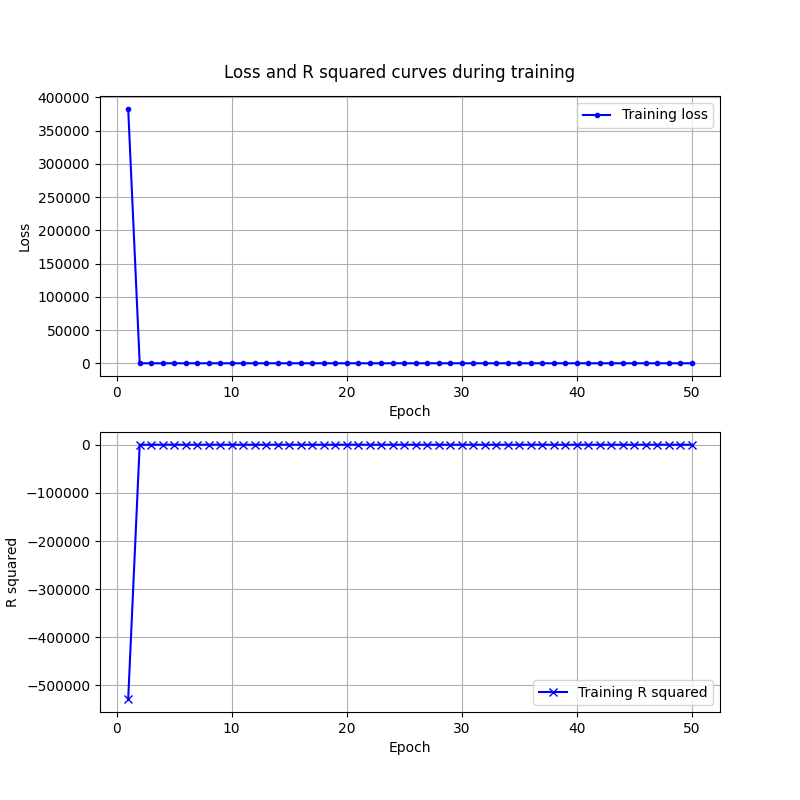 Loss and R squared curves during training
400000
350000
300000
250000
200000
150000
100000
50000
0
Loss
Training loss
0 10 20 30 40 50
Epoch
0
−100000
−200000
−300000
−400000
−500000
R squared
Training R squared
0 10 20 30 40 50
Epoch